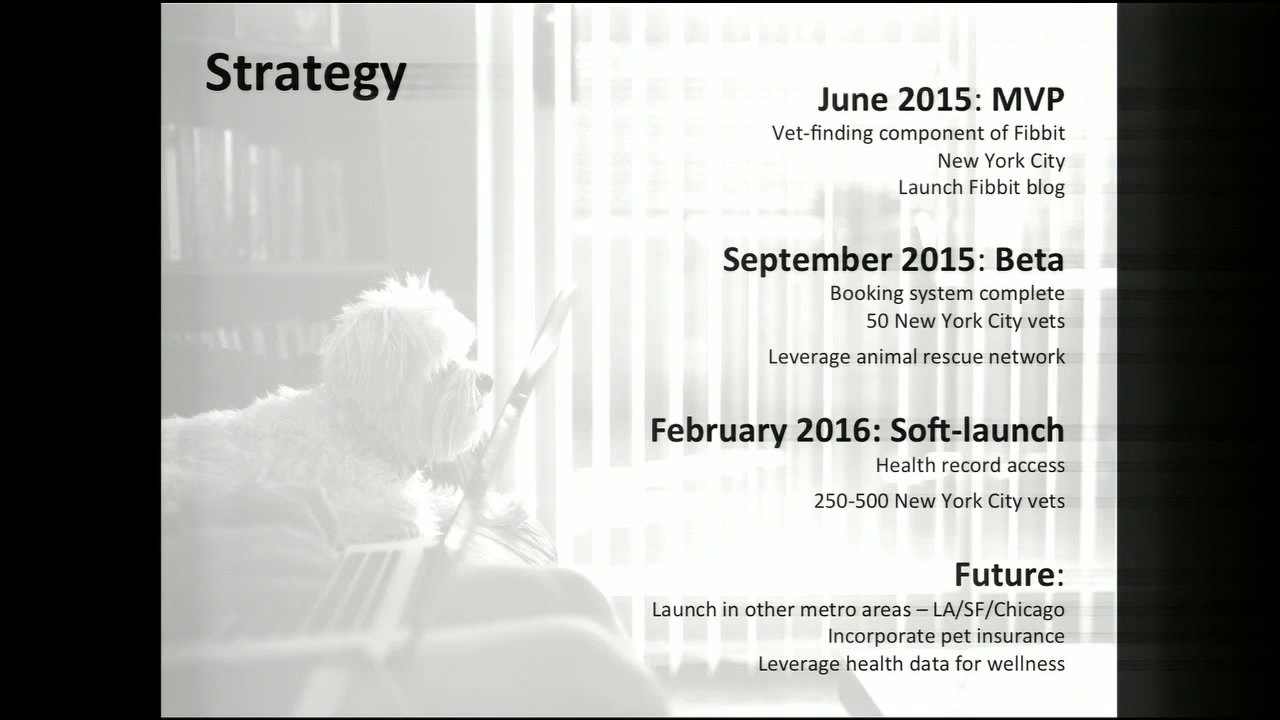 Strategy
June 2015: MVP
Vet-finding component of Fibbit
New York City
Launch Fibbit blog
September 2015: Beta
Booking system complete
50 New York City vets
Leverage animal rescue network
February 2016: Soft-launch
Health record access
250-500 New York City vets
Future:
Launch in other metro areas – LA/SF/Chicago
Incorporate pet insurance
Leverage health data for wellness